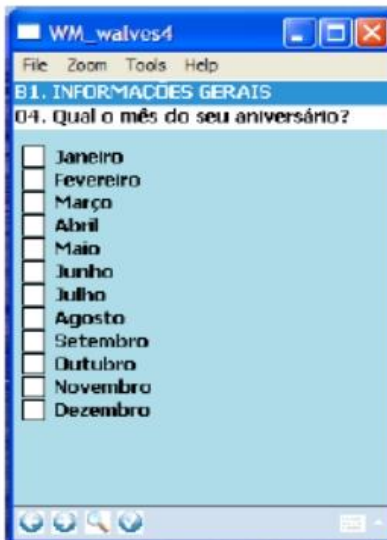 WM_walves4
File Zoom Tools Help
B1. INFORMAÇÕES GERAIS
04. Qual o mês do seu aniversário?
Janeiro
Fevereiro
Março
Abril
Maio
Junho
Julho
Agosto
Setembro
Outubro
Novembro
Dezembro